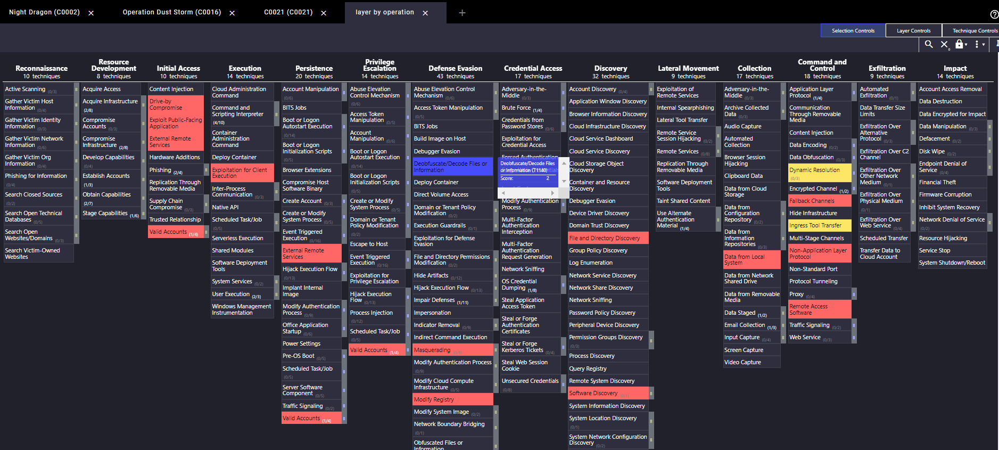 Night Dragon (C0002)
Operation Dust Storm (C0016)
C0021 (C0021)
layer by operation
Selection Controls
Layer Controls
Technique Controls
Reconnaissance
10 techniques
Active Scanning (0/3)
Gather Victim Host
Information (0/4)
Gather Victim Identity
Information (0/3)
Gather Victim Network
Information (0/6)
Gather Victim Org
Information (0/4)
Phishing for Information
(0/4)
Search Closed Sources
(0/2)
Search Open Technical
Databases (0/5)
Search Open
Websites/Domains (0/3)
Search Victim-Owned
Websites
Resource
Development
8 techniques
Acquire Access
Acquire Infrastructure
(2/8)
Compromise
Accounts (0/3)
Compromise
Infrastructure (2/8)
Develop Capabilities
(0/4)
Establish Accounts
(1/3)
Obtain Capabilities
(2/7)
Stage Capabilities (1/6)
Initial Access
10 techniques
Content Injection
Drive-by
Compromise
Exploit Public-Facing
Application
External Remote
Services
Hardware Additions
Phishing (2/4)
Replication Through
Removable Media
Supply Chain
Compromise (0/3)
Trusted Relationship
Valid Accounts (1/4)
Execution
14 techniques
Cloud Administration
Command
Command and
Scripting Interpreter
(4/10)
Container
Administration
Command
Deploy Container
Exploitation for Client
Execution
Inter-Process
Communication (0/3)
Native API
Scheduled Task/Job
(0/5)
Serverless Execution
Shared Modules
Software Deployment
Tools
System Services (0/2)
User Execution (2/3)
Windows Management
Instrumentation
Persistence
20 techniques
Account Manipulation
(0/6)
BITS Jobs
Boot or Logon
Autostart Execution
(0/14)
Boot or Logon
Initialization Scripts
(0/5)
Browser Extensions
Compromise Host
Software Binary
Create Account (0/3)
Create or Modify
System Process (0/5)
Event Triggered
Execution (0/16)
External Remote
Services
Hijack Execution Flow
(0/13)
Implant Internal
Image
Modify Authentication
Process (0/9)
Office Application
Startup (0/6)
Power Settings
Pre-OS Boot (0/5)
Scheduled Task/Job
(0/5)
Server Software
Component (0/5)
Traffic Signaling (0/2)
Valid Accounts (1/4)
Privilege
Escalation
14 techniques
Abuse Elevation
Control Mechanism
(0/6)
Access Token
Manipulation (0/5)
Account
Manipulation (0/6)
Boot or Logon
Autostart Execution
(0/14)
Boot or Logon
Initialization Scripts
(0/5)
Create or Modify
System Process (0/5)
Domain or Tenant
Policy Modification
(0/2)
Escape to Host
Event Triggered
Execution (0/16)
Exploitation for
Privilege Escalation
Hijack Execution
Flow (0/13)
Process Injection
(0/12)
Scheduled Task/Job
(0/5)
Valid Accounts (1/4)
Defense Evasion
43 techniques
Abuse Elevation Control
Mechanism (0/6)
Access Token Manipulation
(0/5)
BITS Jobs
Build Image on Host
Debugger Evasion
Deobfuscate/Decode Files or
Information
Deploy Container
Direct Volume Access
Domain or Tenant Policy
Modification (0/2)
Execution Guardrails (0/1)
Exploitation for Defense
Evasion
File and Directory Permissions
Modification (0/2)
Hide Artifacts (0/12)
Hijack Execution Flow (0/13)
Impair Defenses (1/11)
Impersonation
Indicator Removal (0/9)
Indirect Command Execution
Masquerading (0/9)
Modify Authentication Process
(0/9)
Modify Cloud Compute
Infrastructure (0/5)
Modify Registry
Modify System Image (0/2)
Network Boundary Bridging
(0/1)
Obfuscated Files or
Information
Credential Access
17 techniques
Adversary-in-the-
Middle (0/3)
Brute Force (1/4)
Credentials from
Password Stores (0/6)
Exploitation for
Credential Access
Forced Authentication
Deobfuscate/Decode Files
or Information (T1140)
Score: 2
Modify Authentication
Process (0/9)
Multi-Factor
Authentication
Interception
Multi-Factor
Authentication
Request Generation
Network Sniffing
OS Credential
Dumping (1/8)
Steal Application
Access Token
Steal or Forge
Authentication
Certificates
Steal or Forge
Kerberos Tickets (0/4)
Steal Web Session
Cookie
Unsecured Credentials
(0/8)
Discovery
32 techniques
Account Discovery (0/4)
Application Window Discovery
Browser Information Discovery
Cloud Infrastructure Discovery
Cloud Service Dashboard
Cloud Service Discovery
Cloud Storage Object
Discovery
Container and Resource
Discovery
Debugger Evasion
Device Driver Discovery
Domain Trust Discovery
File and Directory Discovery
Group Policy Discovery
Log Enumeration
Network Service Discovery
Network Share Discovery
Network Sniffing
Password Policy Discovery
Peripheral Device Discovery
Permission Groups Discovery
(0/3)
Process Discovery
Query Registry
Remote System Discovery
Software Discovery (0/1)
System Information Discovery
System Location Discovery
(0/1)
System Network Configuration
Discovery (0/2)
Lateral Movement
9 techniques
Exploitation of
Remote Services
Internal Spearphishing
Lateral Tool Transfer
Remote Service
Session Hijacking (0/2)
Remote Services (0/8)
Replication Through
Removable Media
Software Deployment
Tools
Taint Shared Content
Use Alternate
Authentication
Material (1/4)
Collection
17 techniques
Adversary-in-the-
Middle (0/3)
Archive Collected
Data (0/3)
Audio Capture
Automated
Collection
Browser Session
Hijacking
Clipboard Data
Data from Cloud
Storage
Data from
Configuration
Repository (0/2)
Data from
Information
Repositories (0/3)
Data from Local
System
Data from Network
Shared Drive
Data from Removable
Media
Data Staged (1/2)
Email Collection (1/3)
Input Capture (0/4)
Screen Capture
Video Capture
Command and
Control
18 techniques
Application Layer
Protocol (1/4)
Communication
Through Removable
Media
Content Injection
Data Encoding (0/2)
Data Obfuscation (0/3)
Dynamic Resolution
(0/3)
Encrypted Channel (1/2)
Fallback Channels
Hide Infrastructure
Ingress Tool Transfer
Multi-Stage Channels
Non-Application Layer
Protocol
Non-Standard Port
Protocol Tunneling
Proxy (0/4)
Remote Access
Software
Traffic Signaling (0/2)
Web Service (0/3)
Exfiltration
9 techniques
Automated
Exfiltration (0/1)
Data Transfer Size
Limits
Exfiltration Over
Alternative
Protocol (0/3)
Exfiltration Over C2
Channel
Exfiltration Over
Other Network
Medium (0/1)
Exfiltration Over
Physical Medium
(0/1)
Exfiltration Over
Web Service (0/4)
Scheduled Transfer
Transfer Data to
Cloud Account
Impact
14 techniques
Account Access Removal
Data Destruction
Data Encrypted for Impact
Data Manipulation (0/3)
Defacement (0/2)
Disk Wipe (0/2)
Endpoint Denial of
Service (0/4)
Financial Theft
Firmware Corruption
Inhibit System Recovery
Network Denial of Service
(0/2)
Resource Hijacking
Service Stop
System Shutdown/Reboot